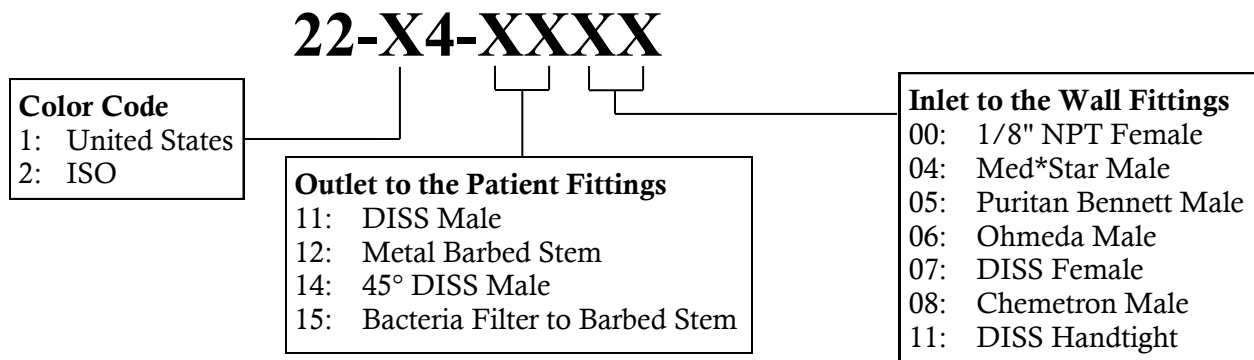 22-X4-XXXX
Color Code
1: United States
2: ISO
Outlet to the Patient Fittings
11: DISS Male
12: Metal Barbed Stem
14: 45° DISS Male
15: Bacteria Filter to Barbed Stem
Inlet to the Wall Fittings
00: 1/8" NPT Female
04: Med*Star Male
05: Puritan Bennett Male
06: Ohmeda Male
07: DISS Female
08: Chemetron Male
11: DISS Handtight